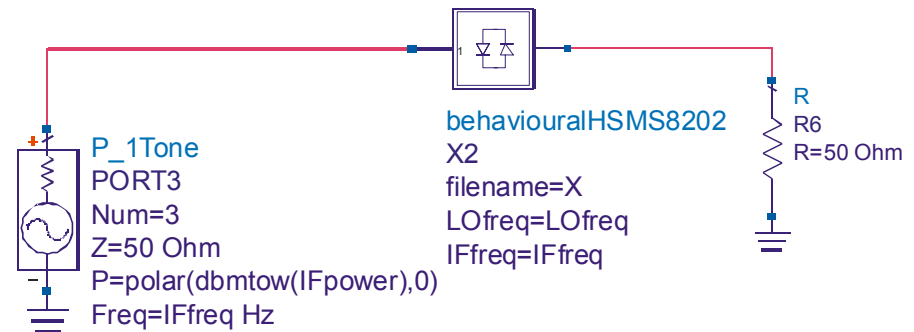 1
P_1Tone
PORT3
Num=3
Z=50 Ohm
P=polar(dbmtow(IFpower),0)
Freq=IFfreq Hz
behaviouralHSMS8202
X2
filename=X
LOfreq=LOfreq
IFfreq=IFfreq
R
R6
R=50 Ohm